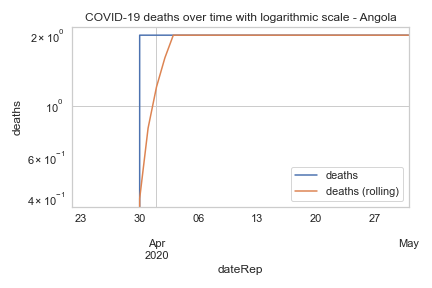 COVID-19 deaths over time with logarithmic scale - Angola
deaths
2 × 10⁰
10⁰
6 × 10⁻¹
4 × 10⁻¹
deaths
deaths (rolling)
23 30 06 13 20 27
Apr May
2020
dateRep